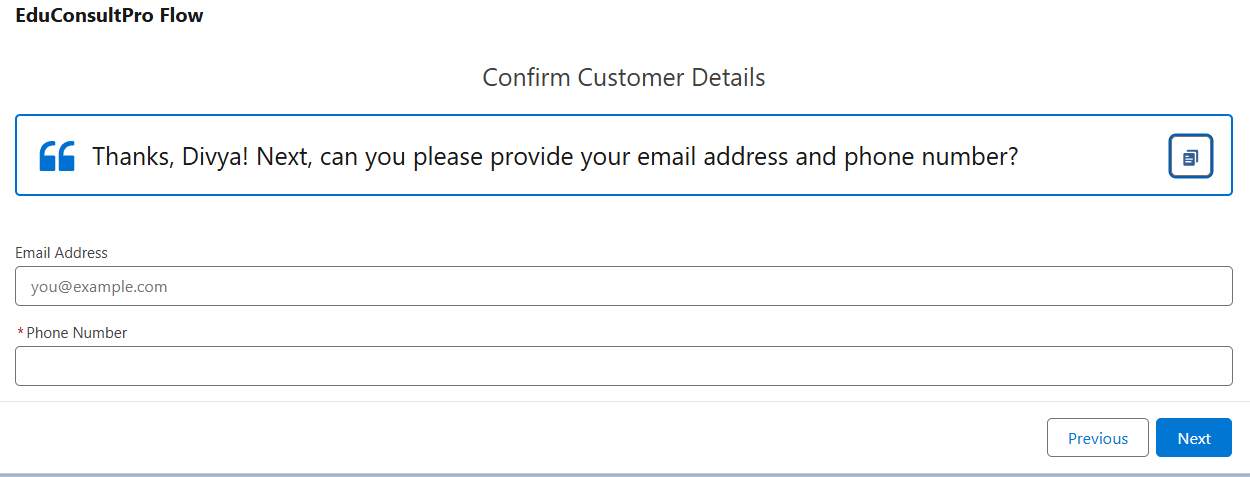 EduConsultPro Flow
Confirm Customer Details
Thanks, Divya! Next, can you please provide your email address and phone number?
Email Address
you@example.com
*Phone Number
Previous Next